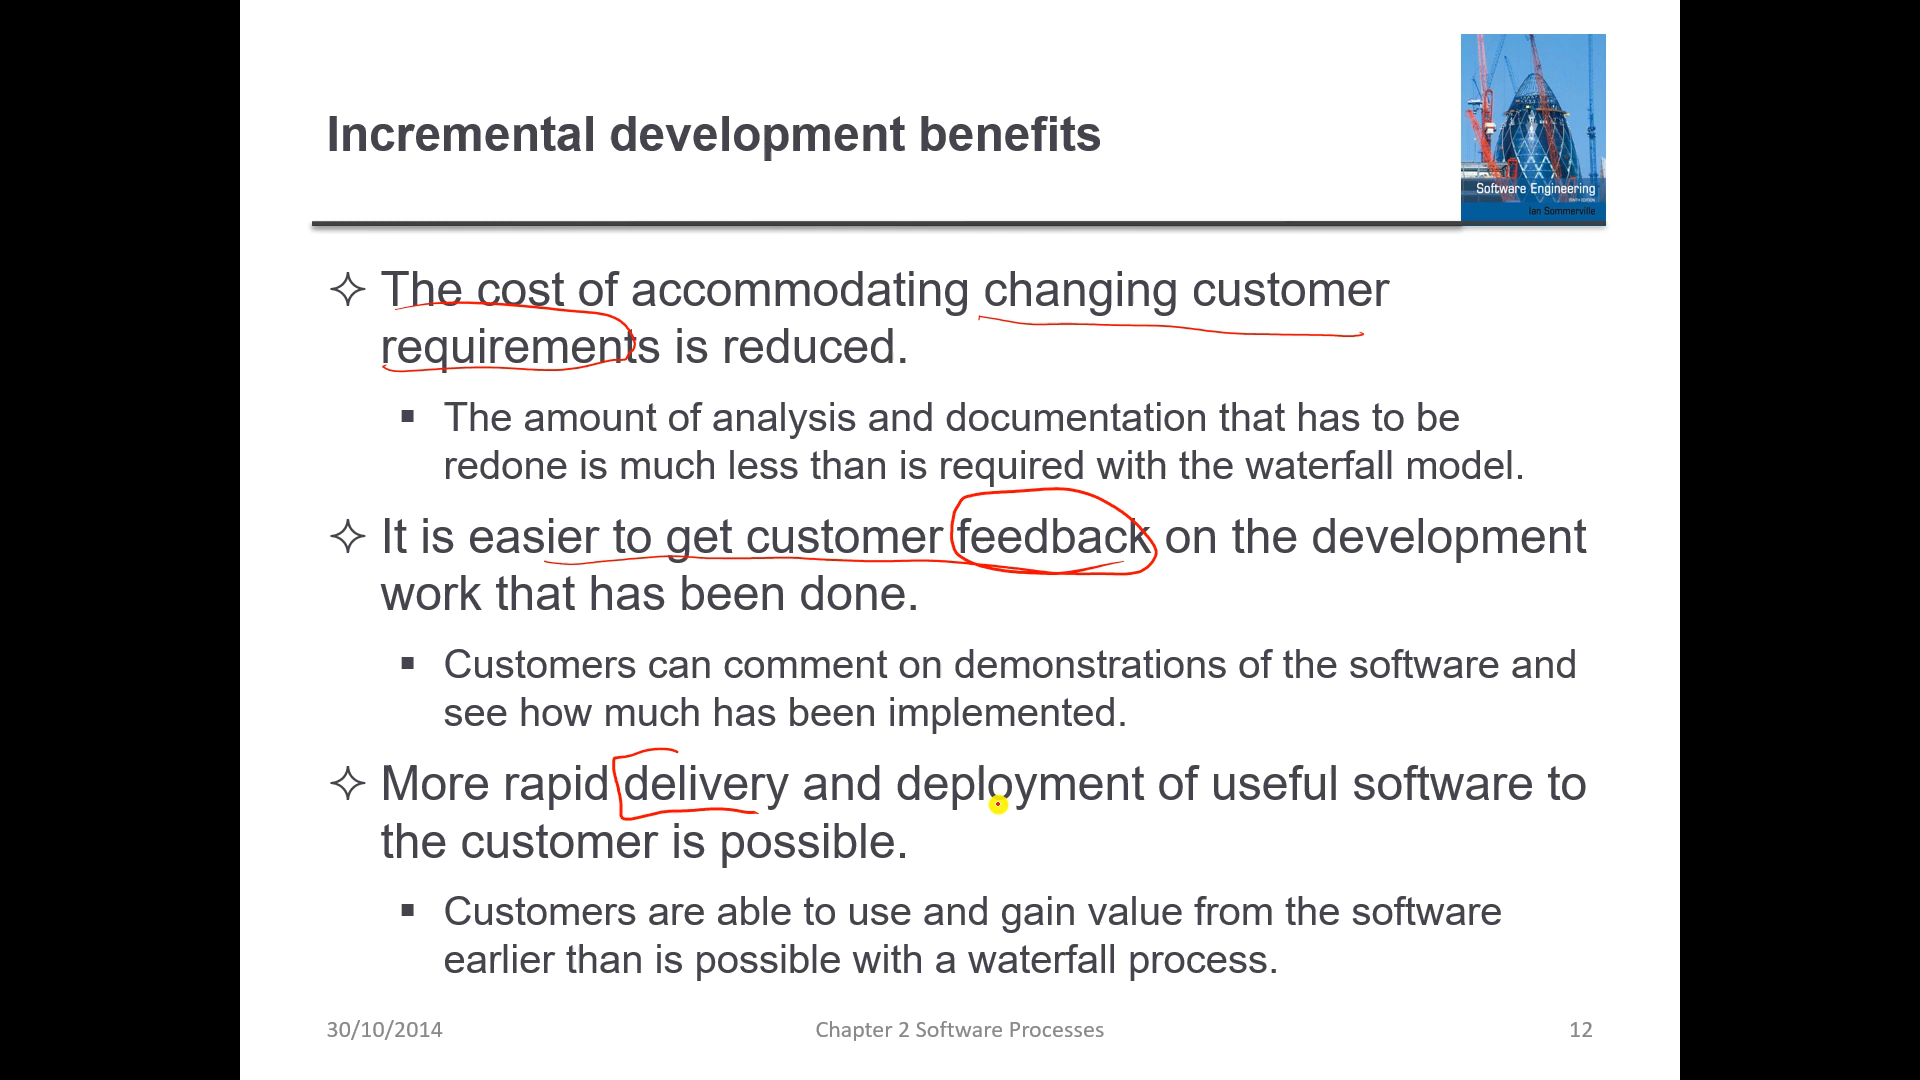 Incremental development benefits
Software Engineering
Ian Sommerville
The cost of accommodating changing customer
requirements is reduced.
The amount of analysis and documentation that has to be
redone is much less than is required with the waterfall model.
It is easier to get customer feedback on the development
work that has been done.
Customers can comment on demonstrations of the software and
see how much has been implemented.
More rapid delivery and deployment of useful software to
the customer is possible.
Customers are able to use and gain value from the software
earlier than is possible with a waterfall process.
30/10/2014
Chapter 2 Software Processes
12